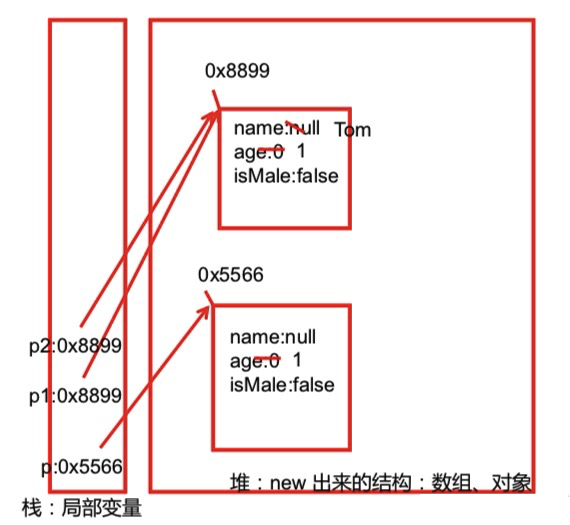 0x8899
name:null Tom
age:0 1
isMale:false
0x5566
name:null
age:0 1
isMale:false
p2:0x8899
p1:0x8899
p:0x5566
堆：new 出来的结构：数组、对象
栈：局部变量